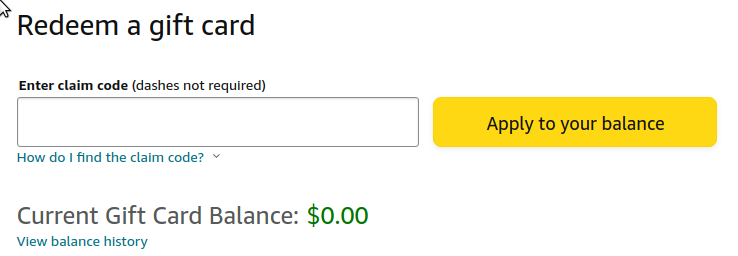 Redeem a gift card
Enter claim code (dashes not required)
Apply to your balance
How do I find the claim code?
Current Gift Card Balance: $0.00
View balance history